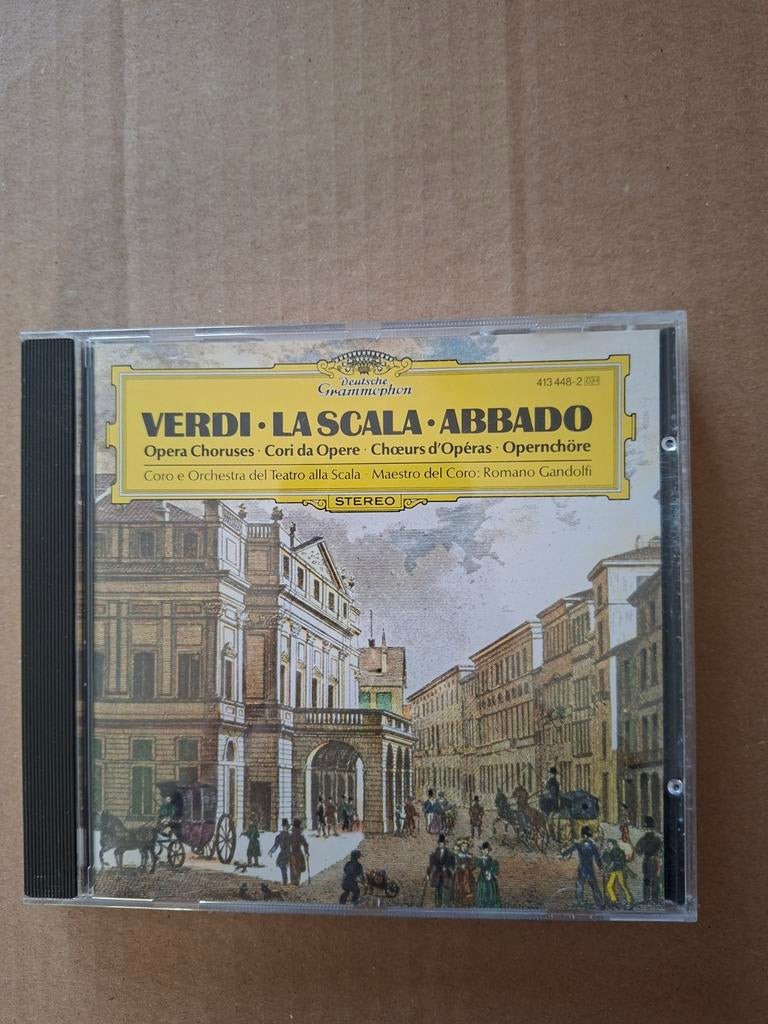 Deutsche
Grammophon
413 448-2 GH
VERDI · LA SCALA · ABBADO
Opera Choruses · Cori da Opere · Chœurs d'Opéras · Opernchöre
Coro e Orchestra del Teatro alla Scala · Maestro del Coro: Romano Gandolfi
STEREO